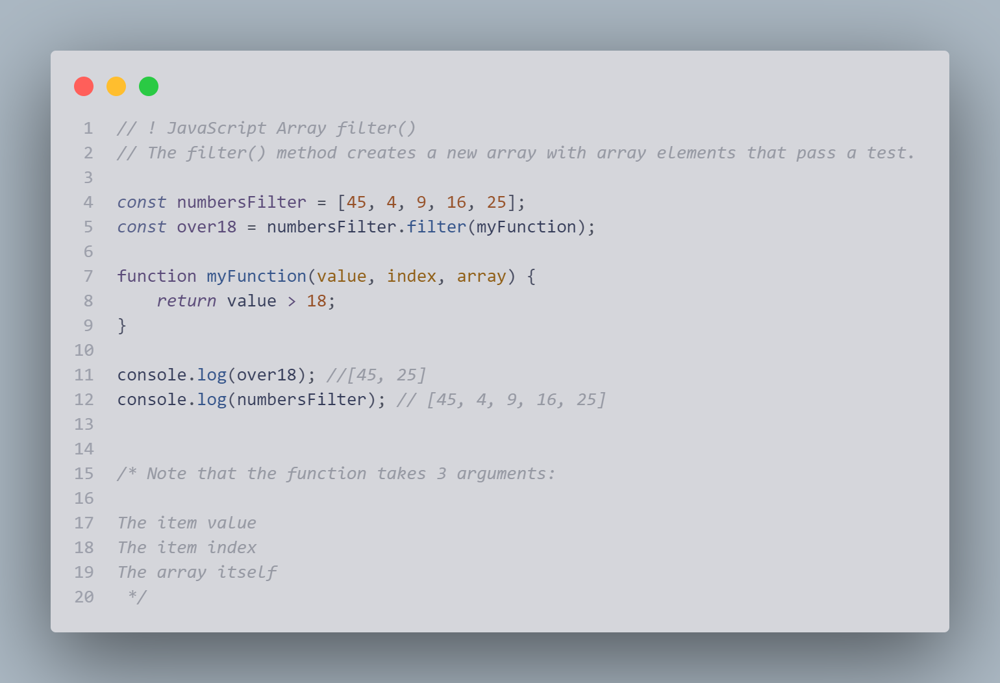 1 // ! JavaScript Array filter()
2 // The filter() method creates a new array with array elements that pass a test.
3
4 const numbersFilter = [45, 4, 9, 16, 25];
5 const over18 = numbersFilter.filter(myFunction);
6
7 function myFunction(value, index, array) {
8     return value > 18;
9 }
10
11 console.log(over18); //[45, 25]
12 console.log(numbersFilter); // [45, 4, 9, 16, 25]
13
14
15 /* Note that the function takes 3 arguments:
16
17 The item value
18 The item index
19 The array itself
20  */